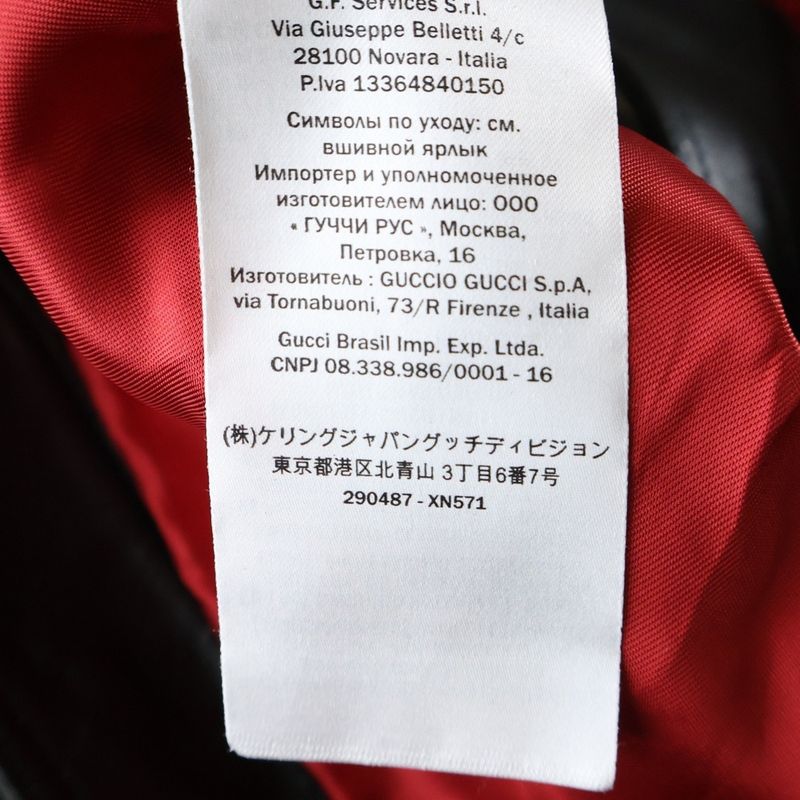 G.F. Services S.r.l.
Via Giuseppe Belletti 4/c
28100 Novara - Italia
P.Iva 13364840150
Символы по уходу: см.
вшивной ярлык
Импортер и уполномоченное
изготовителем лицо: ООО
« ГУЧЧИ РУС », Москва,
Петровка, 16
Изготовитель : GUCCIO GUCCI S.p.A,
via Tornabuoni, 73/R Firenze , Italia
Gucci Brasil Imp. Exp. Ltda.
CNPJ 08.338.986/0001 - 16
(株)ケリングジャパングッチディビジョン
東京都港区北青山 3丁目6番7号
290487 - XN571